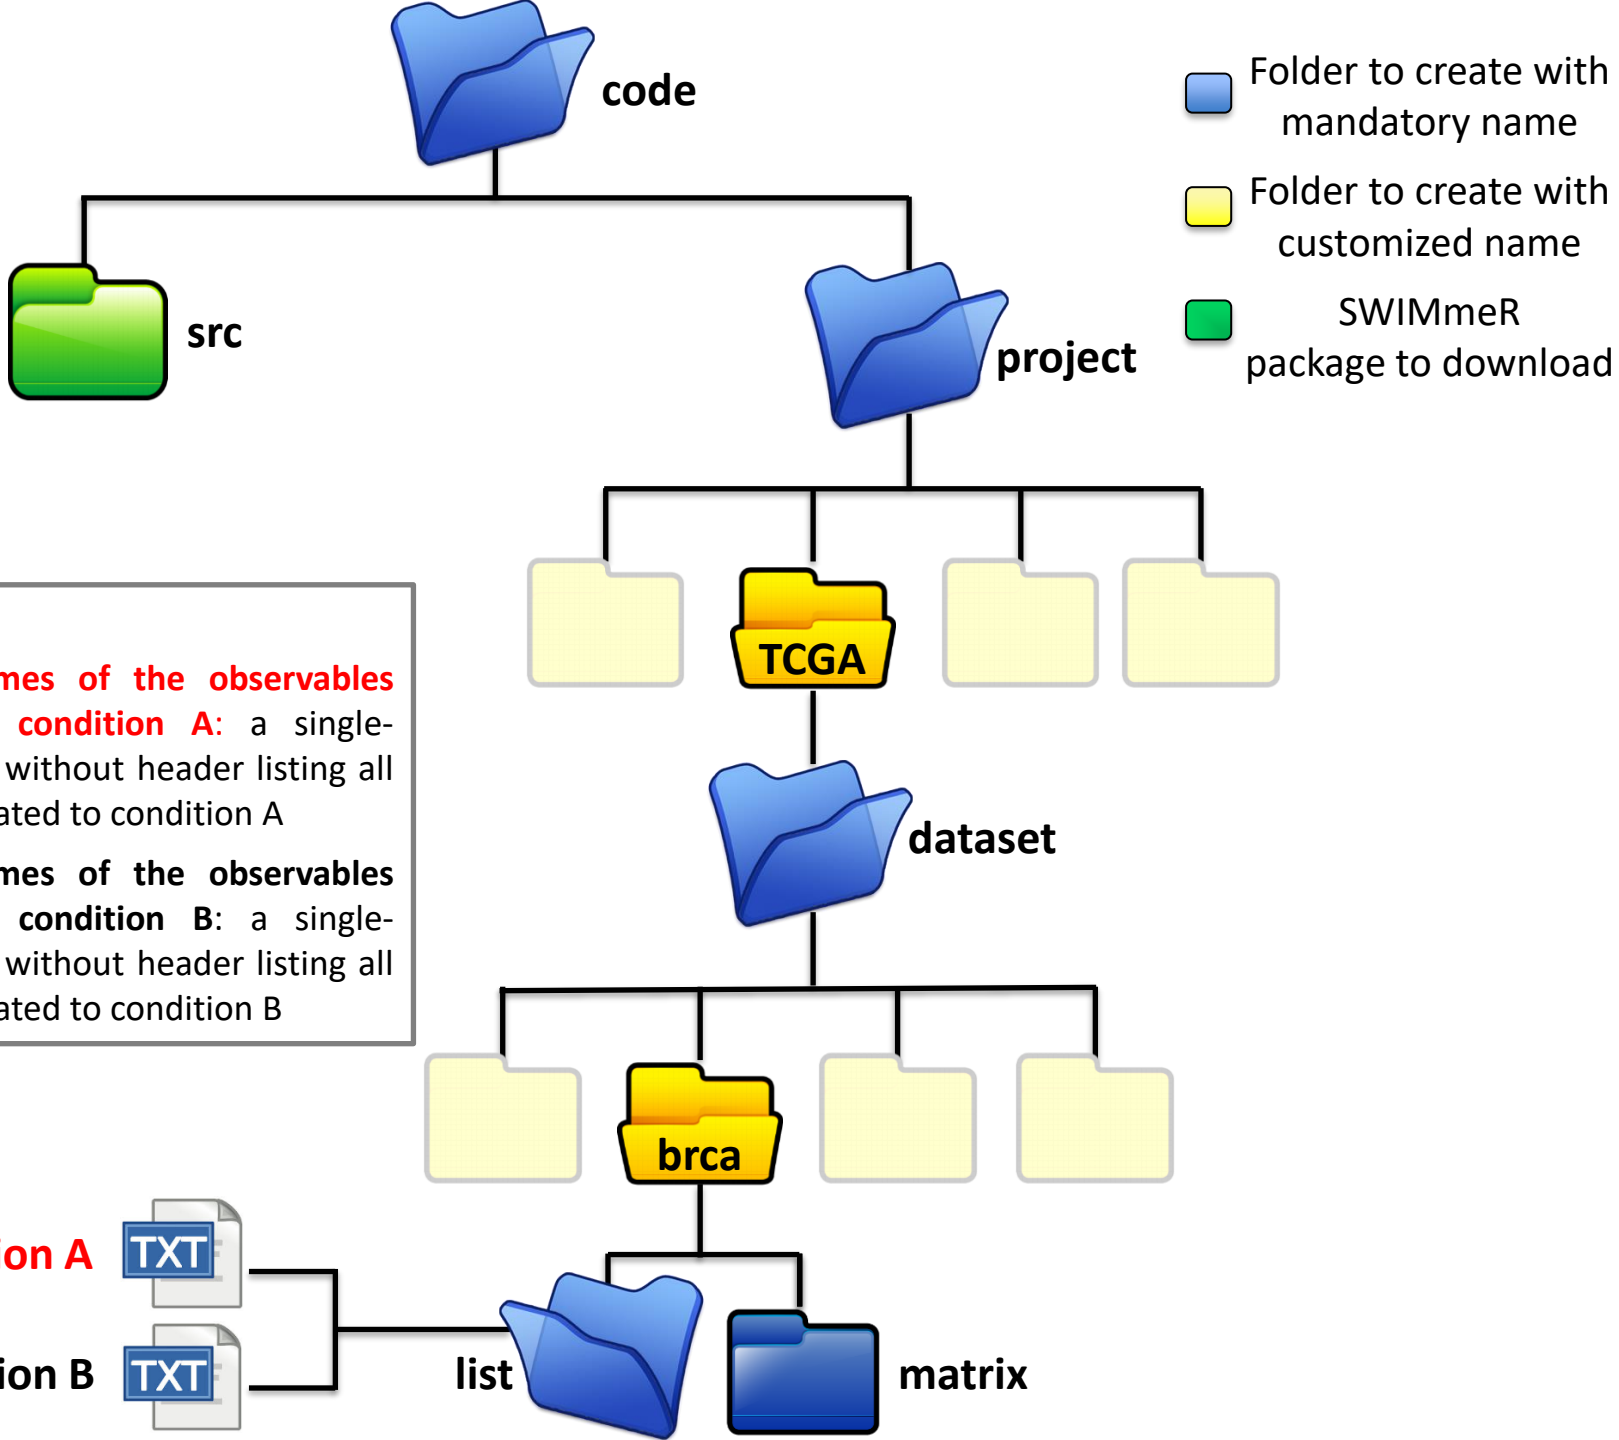 code
Folder to create with
mandatory name
Folder to create with
customized name
SWIMmeR
package to download
src
project
TCGA
mes of the observables
condition A: a single-
without header listing all
ated to condition A
mes of the observables
condition B: a single-
without header listing all
ated to condition B
dataset
brca
ion A
TXT
ion B
TXT
list
matrix